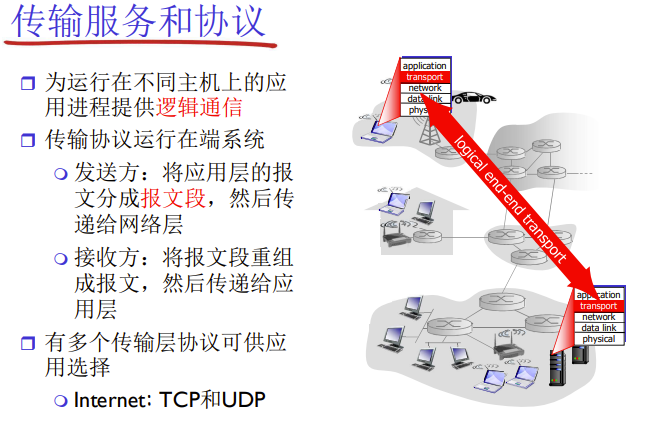 传输服务和协议
为运行在不同主机上的应
用进程提供逻辑通信
传输协议运行在端系统
发送方：将应用层的报
文分成报文段，然后传
递给网络层
接收方：将报文段重组
成报文，然后传递给应
用层
有多个传输层协议可供应
用选择
Internet: TCP和UDP
application
transport
network
data link
physical
logical end-end transport
application
transport
network
data link
physical